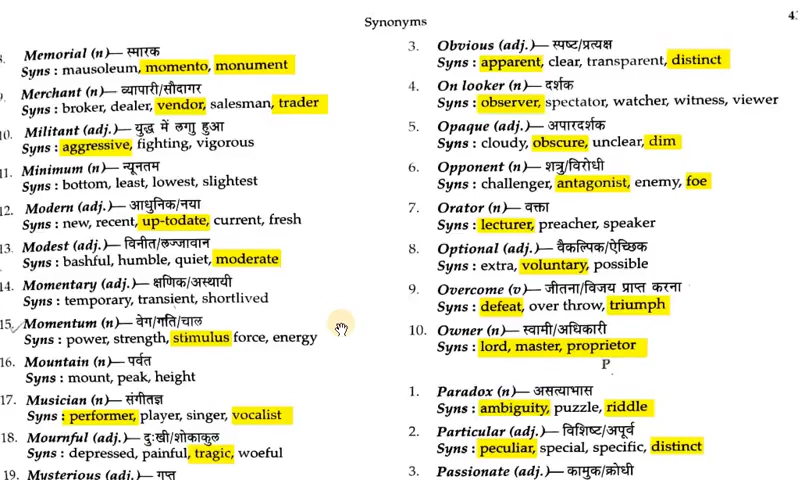 Synonyms
8. Memorial (n)— स्मारक
Syns : mausoleum, momento, monument
9. Merchant (n)— व्यापारी/सौदागर
Syns : broker, dealer, vendor, salesman, trader
10. Militant (adj.)— युद्ध में लगा हुआ
Syns : aggressive, fighting, vigorous
11. Minimum (n)— न्यूनतम
Syns : bottom, least, lowest, slightest
12. Modern (adj.)— आधुनिक/नया
Syns : new, recent, up-todate, current, fresh
13. Modest (adj.)— विनीत/लज्जावान
Syns : bashful, humble, quiet, moderate
14. Momentary (adj.)— क्षणिक/अस्थायी
Syns : temporary, transient, shortlived
15. Momentum (n)— वेग/गति/चाल
Syns : power, strength, stimulus force, energy
16. Mountain (n)— पर्वत
Syns : mount, peak, height
17. Musician (n)— संगीतज्ञ
Syns : performer, player, singer, vocalist
18. Mournful (adj.)— दुःखी/शोकाकुल
Syns : depressed, painful, tragic, woeful
19. Mysterious (adj.)— गुप्त
3. Obvious (adj.)— स्पष्ट/प्रत्यक्ष
Syns : apparent, clear, transparent, distinct
4. On looker (n)— दर्शक
Syns : observer, spectator, watcher, witness, viewer
5. Opaque (adj.)— अपारदर्शक
Syns : cloudy, obscure, unclear, dim
6. Opponent (n)— शत्रु/विरोधी
Syns : challenger, antagonist, enemy, foe
7. Orator (n)— वक्ता
Syns : lecturer, preacher, speaker
8. Optional (adj.)— वैकल्पिक/ऐच्छिक
Syns : extra, voluntary, possible
9. Overcome (v)— जीतना/विजय प्राप्त करना
Syns : defeat, over throw, triumph
10. Owner (n)— स्वामी/अधिकारी
Syns : lord, master, proprietor
P
1. Paradox (n)— असत्याभास
Syns : ambiguity, puzzle, riddle
2. Particular (adj.)— विशिष्ट/अपूर्व
Syns : peculiar, special, specific, distinct
3. Passionate (adj.)— कामुक/क्रोधी